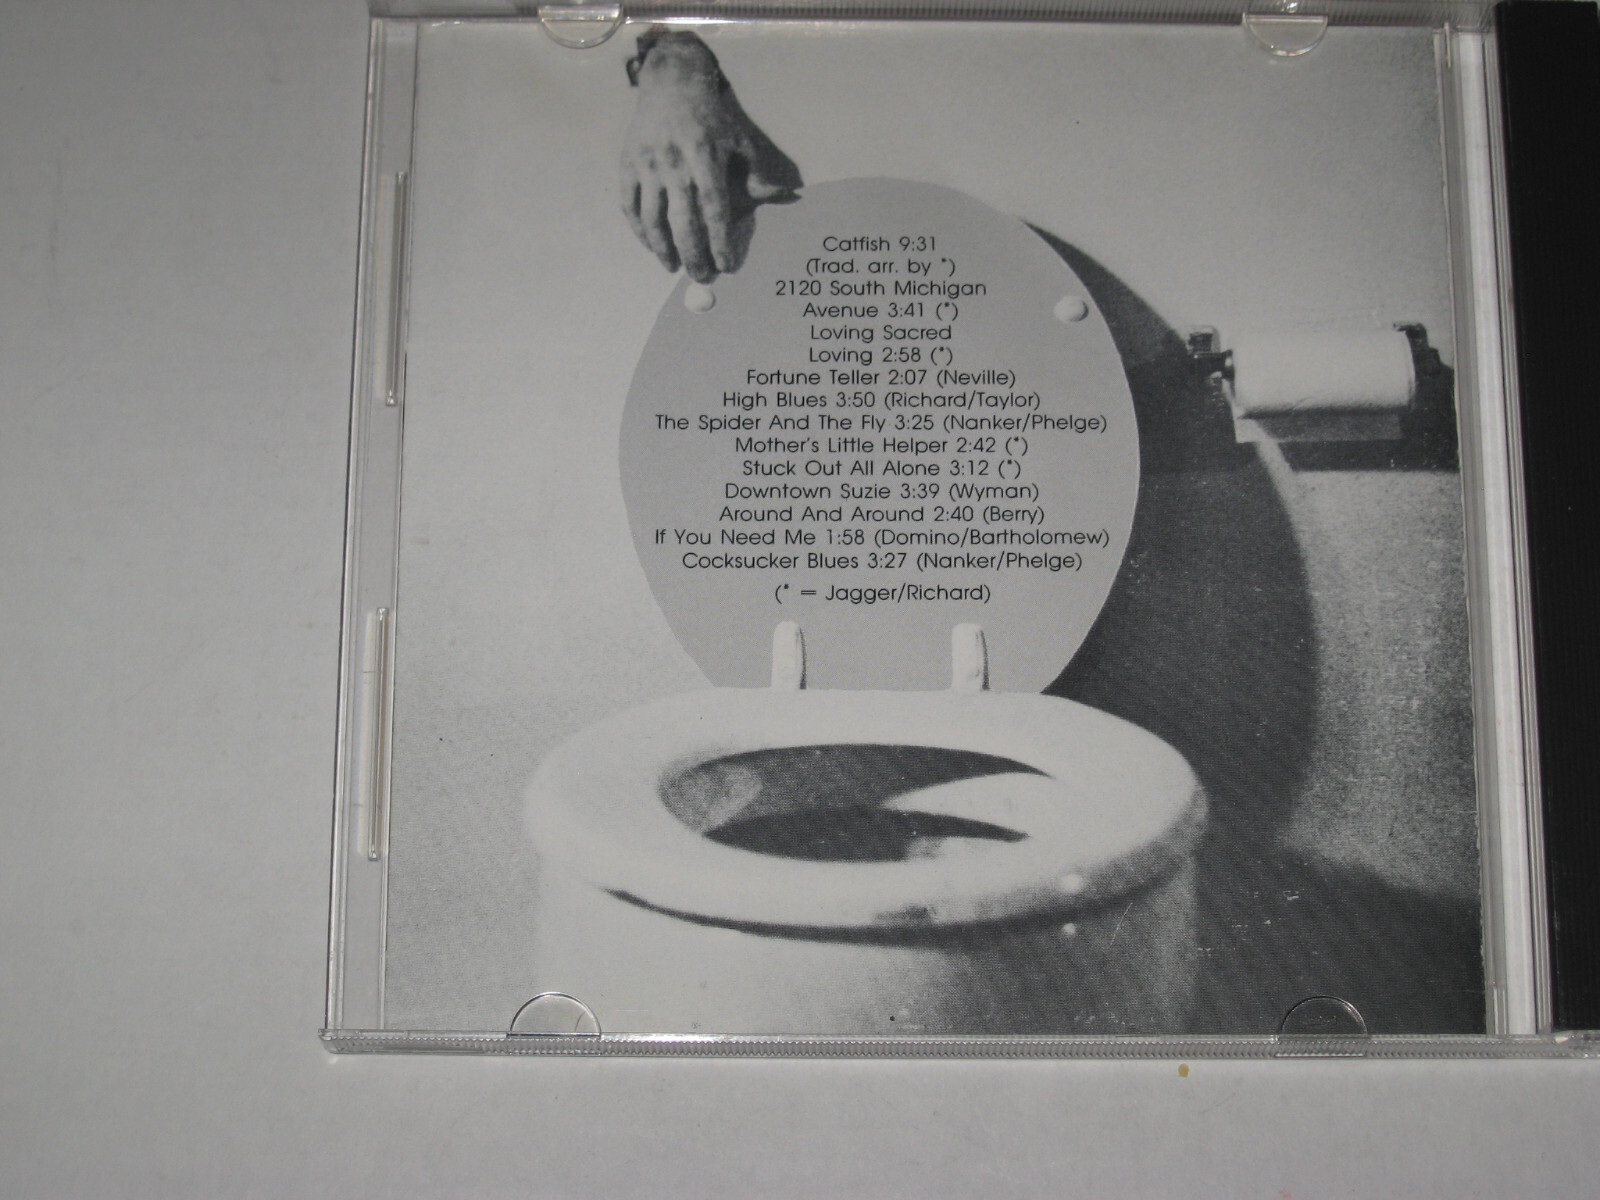 Catfish 9:31
(Trad. arr. by *)
2120 South Michigan
Avenue 3:41 (*)
Loving Sacred
Loving 2:58 (*)
Fortune Teller 2:07 (Neville)
High Blues 3:50 (Richard/Taylor)
The Spider And The Fly 3:25 (Nanker/Phelge)
Mother's Little Helper 2:42 (*)
Stuck Out All Alone 3:12 (*)
Downtown Suzie 3:39 (Wyman)
Around And Around 2:40 (Berry)
If You Need Me 1:58 (Domino/Bartholomew)
Cocksucker Blues 3:27 (Nanker/Phelge)
(* = Jagger/Richard)